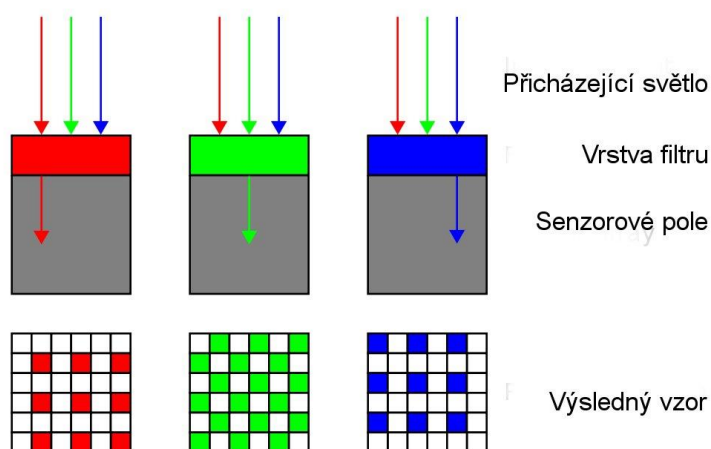 Přicházející světlo
Vrstva filtru
Senzorové pole
Výsledný vzor